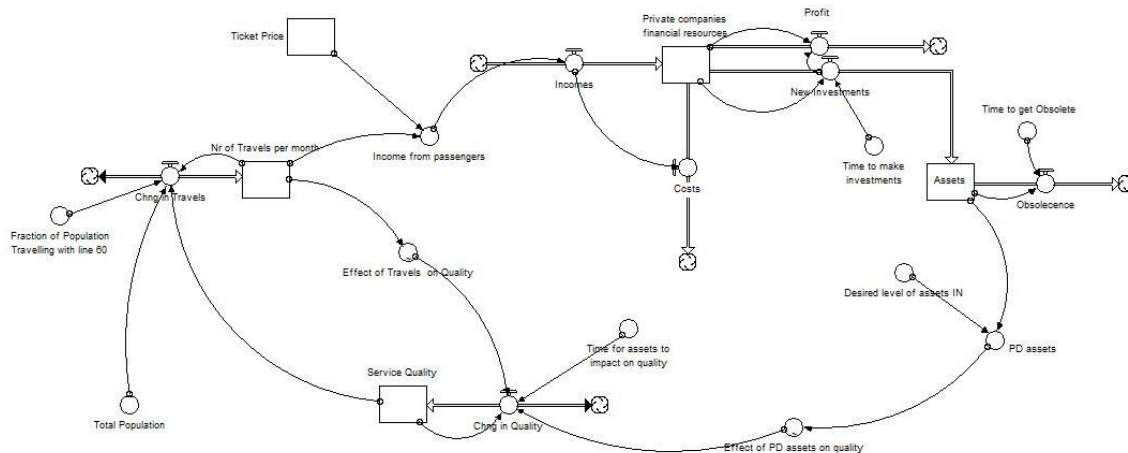 Profit
Ticket Price
Private companies
financial resources
Incomes
New Investments
Time to get Obsolete
Nr of Travels per month
Income from passengers
Time to make
investments
Costs
Assets
Chng in Travels
Obsolecence
Fraction of Population
Travelling with line 60
Effect of Travels on Quality
Desired level of assets IN
Time for assets to
impact on quality
PD assets
Service Quality
Total Population
Chng in Quality
Effect of PD assets on quality